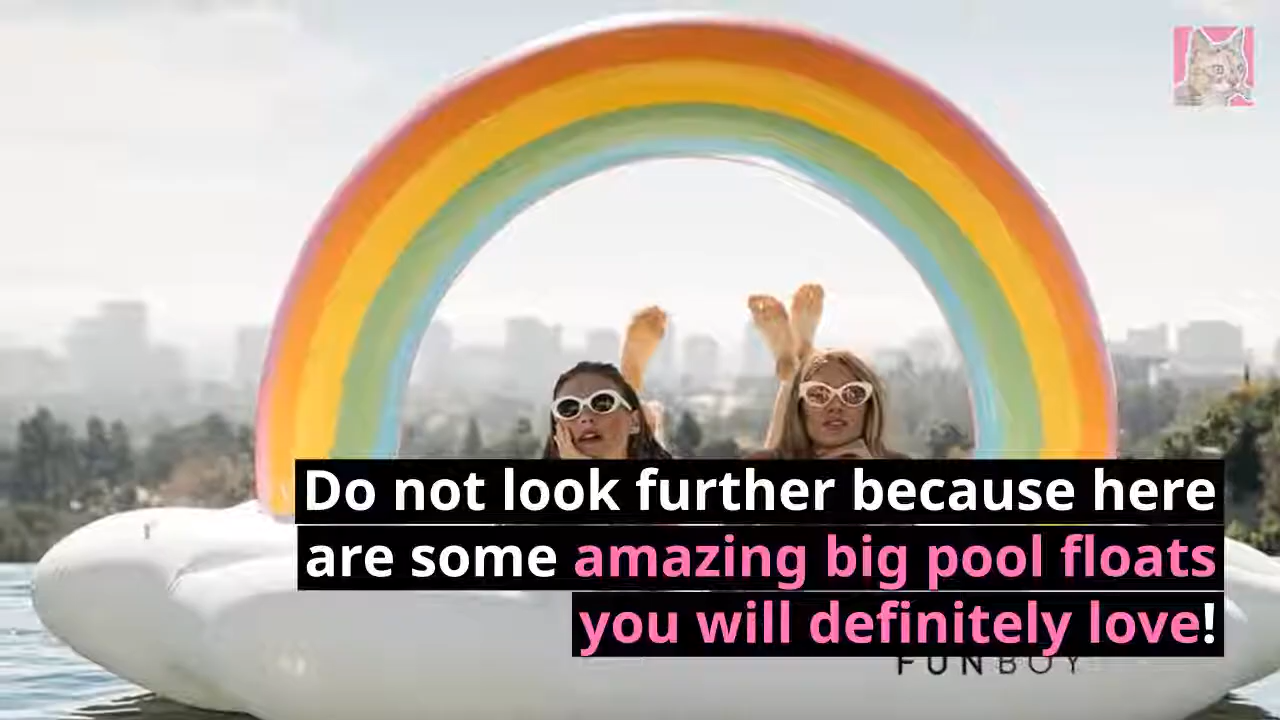 Do not look further because here
are some amazing big pool floats
you will definitely love!
FUNBOY